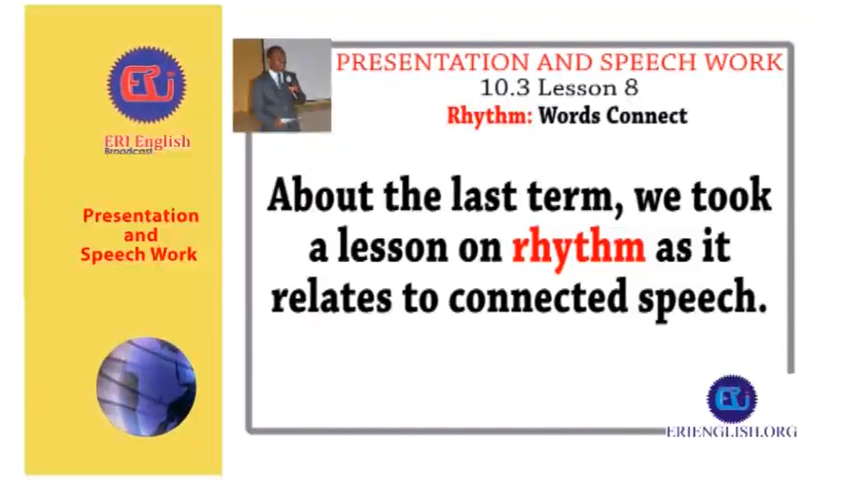 ERi
ERI English
Broadcast
Presentation
and
Speech Work
PRESENTATION AND SPEECH WORK
10.3 Lesson 8
Rhythm: Words Connect
About the last term, we took
a lesson on rhythm as it
relates to connected speech.
ERi
ERIENGLISH.ORG